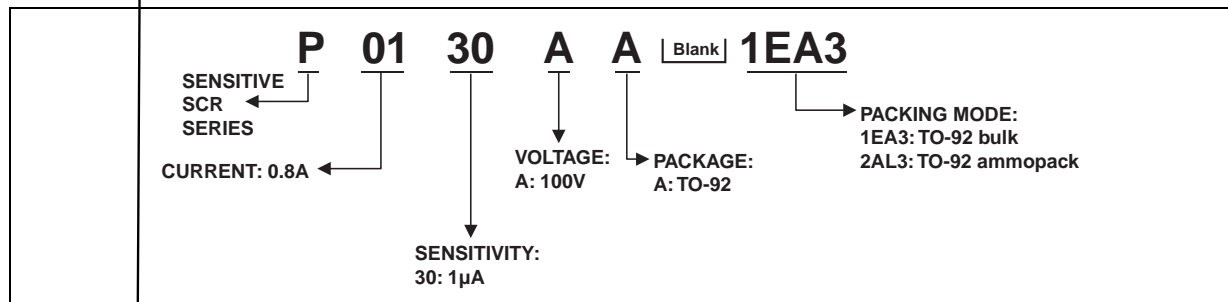 P 01 30 A A Blank 1EA3
SENSITIVE
SCR
SERIES
CURRENT: 0.8A
SENSITIVITY:
30: 1µA
VOLTAGE:
A: 100V
PACKAGE:
A: TO-92
PACKING MODE:
1EA3: TO-92 bulk
2AL3: TO-92 ammopack